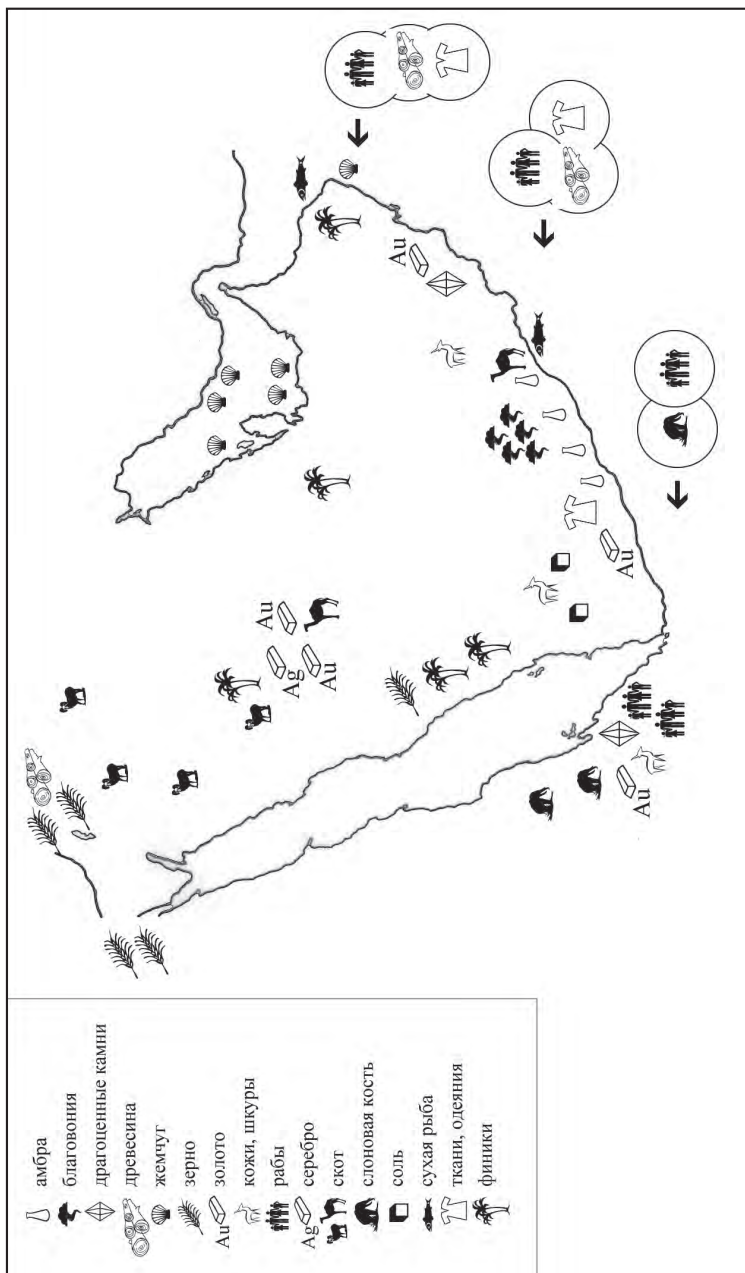 амбра
благовония
драгоценные камни
древесина
жемчуг
зерно
Au золото
кожи, шкуры
рабы
Ag серебро
скот
слоновая кость
соль
сухая рыба
ткани, одеяния
финики
Au
Ag
Au
Au
Au
Au